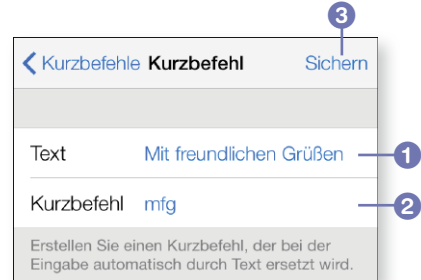 3
Kurzbefehle Kurzbefehl Sichern
Text Mit freundlichen Grüßen 1
Kurzbefehl mfg 2
Erstellen Sie einen Kurzbefehl, der bei der
Eingabe automatisch durch Text ersetzt wird.